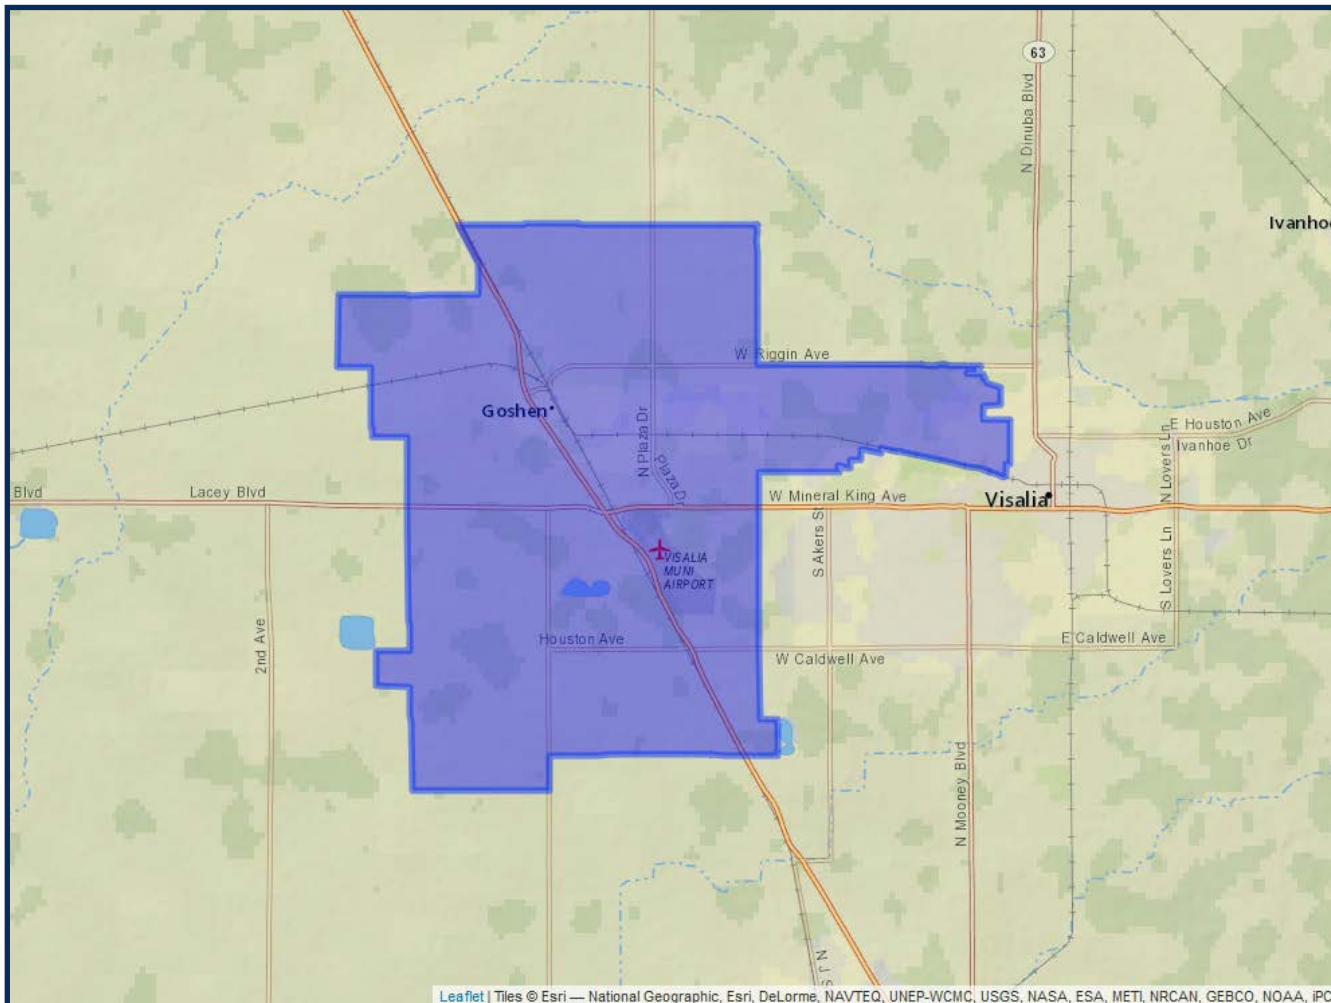 63
N Dinuba Blvd
Ivanho
W Riggin Ave
Goshen
N Plaza Dr
Plaza Dr
E Houston Ave
Ivanhoe Dr
N Lovers Ln
Blvd
Lacey Blvd
W Mineral King Ave
Visalia
S Akers St
VISALIA
MUNI
AIRPORT
S Lovers Ln
2nd Ave
Houston Ave
E Caldwell Ave
W Caldwell Ave
N Mooney Blvd
N J S
Leaflet | Tiles © Esri — National Geographic, Esri, DeLorme, NAVTEQ, UNEP-WCMC, USGS, NASA, ESA, METI, NRCAN, GEBCO, NOAA, iPC